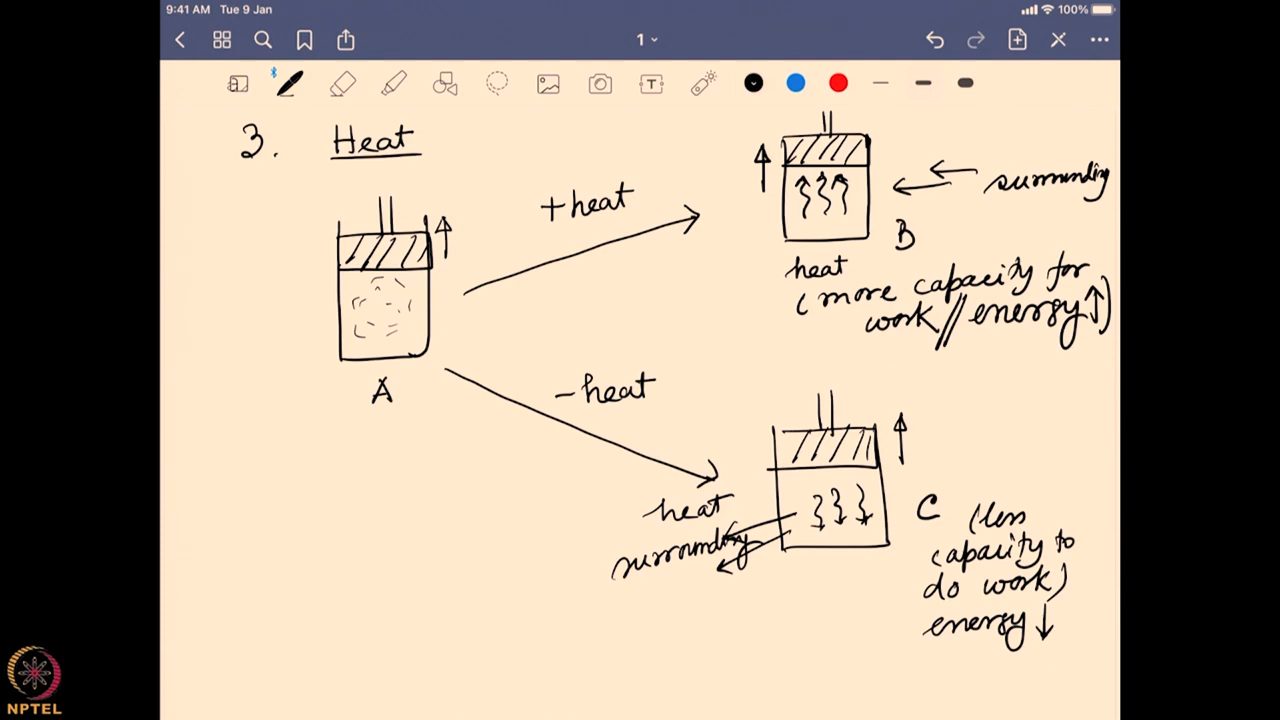 9:41 AM Tue 9 Jan
100%
1
T
3. Heat
+heat
surrounding
B
heat
(more capacity for
work // energy↑)
A
-heat
heat
surrounding
C (less
capacity to
do work)
energy ↓
NPTEL